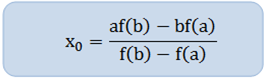 x₀ = af(b) − bf(a) / f(b) − f(a)